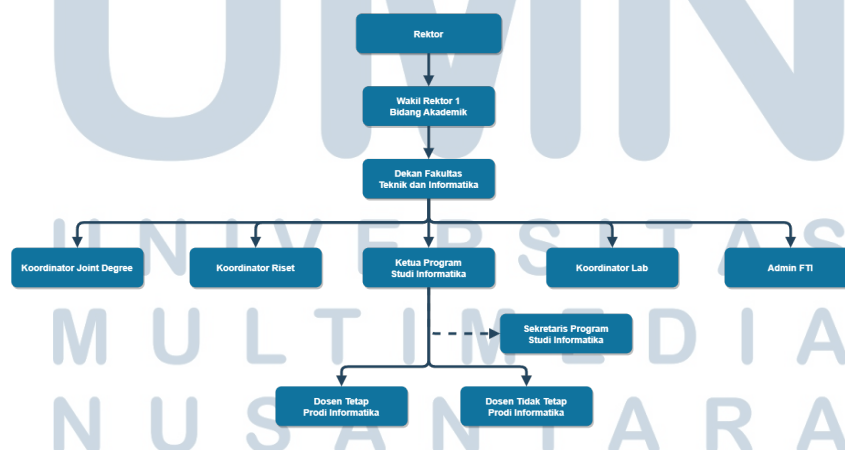 UMN
Rektor
Wakil Rektor 1
Bidang Akademik
Dekan Fakultas
Teknik dan Informatika
UNIVERSITAS
Koordinator Joint Degree
Koordinator Riset
Ketua Program
Studi Informatika
Koordinator Lab
Admin FTI
MULTIMEDIA
Sekretaris Program
Studi Informatika
Dosen Tetap
Prodi Informatika
Dosen Tidak Tetap
Prodi Informatika
NUSANTARA